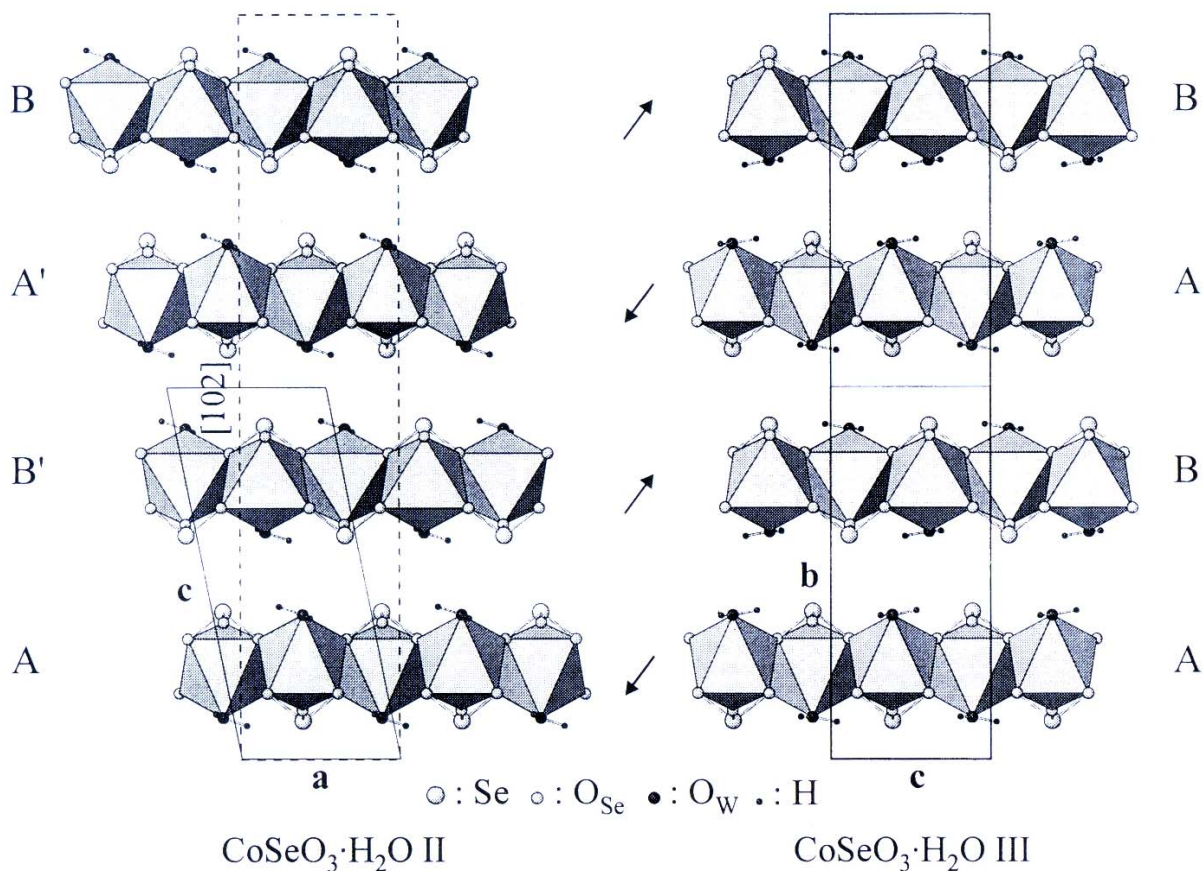 B
B
A'
A
[102]
B'
B
c
b
A
A
a
c
: Se : O_Se : O_W : H
CoSeO₃·H₂O II
CoSeO₃·H₂O III